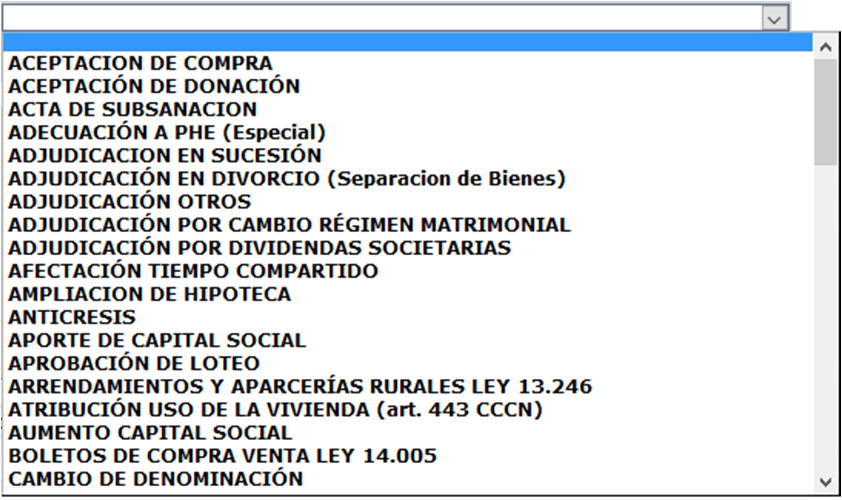 ACEPTACION DE COMPRA
ACEPTACIÓN DE DONACIÓN
ACTA DE SUBSANACION
ADECUACIÓN A PHE (Especial)
ADJUDICACION EN SUCESIÓN
ADJUDICACIÓN EN DIVORCIO (Separacion de Bienes)
ADJUDICACIÓN OTROS
ADJUDICACIÓN POR CAMBIO RÉGIMEN MATRIMONIAL
ADJUDICACIÓN POR DIVIDENDAS SOCIETARIAS
AFECTACIÓN TIEMPO COMPARTIDO
AMPLIACION DE HIPOTECA
ANTICRESIS
APORTE DE CAPITAL SOCIAL
APROBACIÓN DE LOTEO
ARRENDAMIENTOS Y APARCERÍAS RURALES LEY 13.246
ATRIBUCIÓN USO DE LA VIVIENDA (art. 443 CCCN)
AUMENTO CAPITAL SOCIAL
BOLETOS DE COMPRA VENTA LEY 14.005
CAMBIO DE DENOMINACIÓN